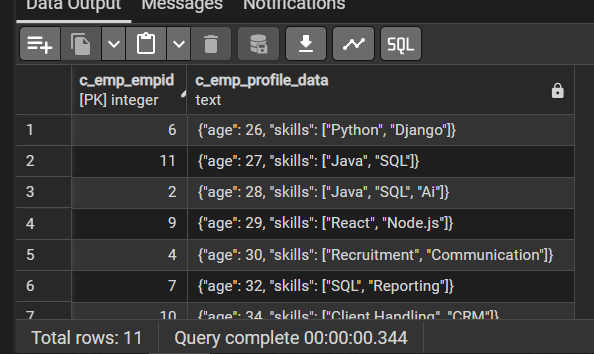 Data Output Messages Notifications
SQL
c_emp_empid c_emp_profile_data
[PK] integer text
1 6 {"age": 26, "skills": ["Python", "Django"]}
2 11 {"age": 27, "skills": ["Java", "SQL"]}
3 2 {"age": 28, "skills": ["Java", "SQL", "Ai"]}
4 9 {"age": 29, "skills": ["React", "Node.js"]}
5 4 {"age": 30, "skills": ["Recruitment", "Communication"]}
6 7 {"age": 32, "skills": ["SQL", "Reporting"]}
7 10 {"age": 34, "skills": ["Client Handling", "CRM"]}
Total rows: 11 Query complete 00:00:00.344